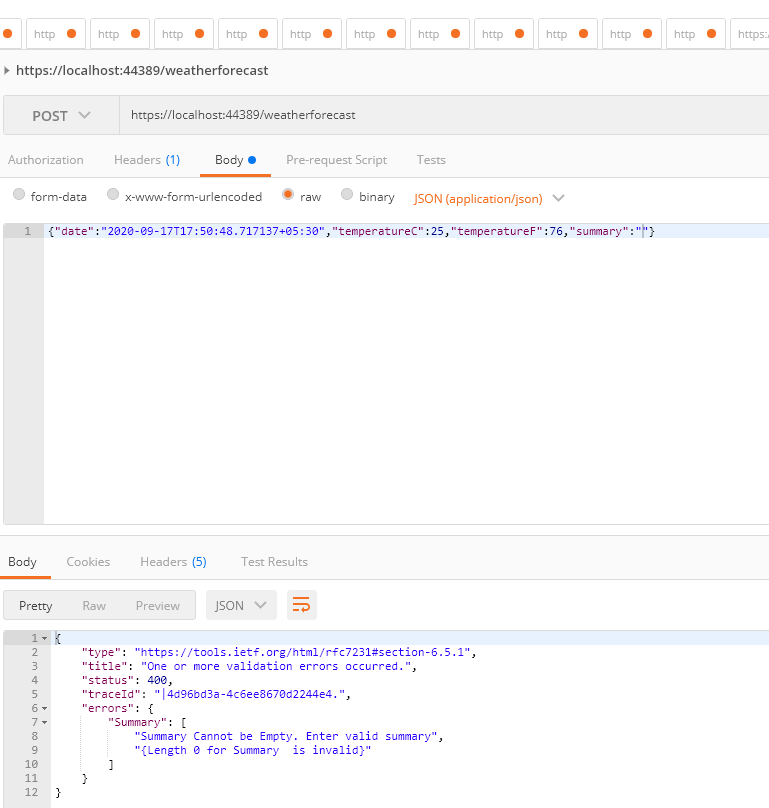 http http http http http http http http http http http https:/
https://localhost:44389/weatherforecast
POST https://localhost:44389/weatherforecast
Authorization Headers (1) Body Pre-request Script Tests
form-data x-www-form-urlencoded raw binary JSON (application/json)
1 {"date":"2020-09-17T17:50:48.717137+05:30","temperatureC":25,"temperatureF":76,"summary":""}
Body Cookies Headers (5) Test Results
Pretty Raw Preview JSON
1 {
2 "type": "https://tools.ietf.org/html/rfc7231#section-6.5.1",
3 "title": "One or more validation errors occurred.",
4 "status": 400,
5 "traceId": "|4d96bd3a-4c6ee8670d2244e4.",
6 "errors": {
7 "Summary": [
8 "Summary Cannot be Empty. Enter valid summary",
9 "{Length 0 for Summary  is invalid}"
10 ]
11 }
12 }